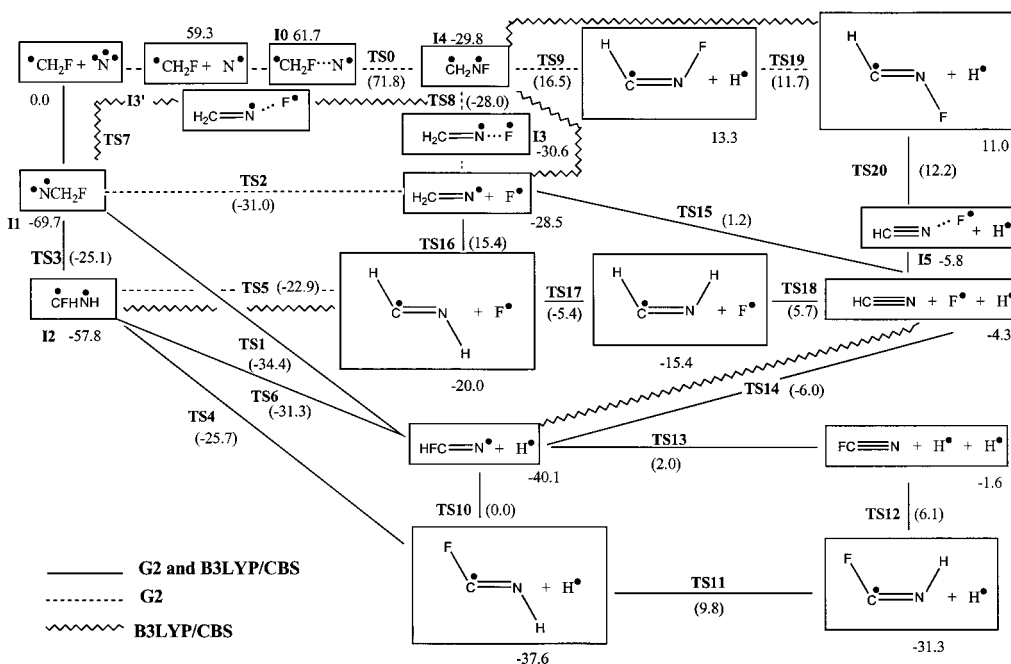 59.3
I0 61.7
•CH₂F + •N̈•
•CH₂F + N•
•CH₂F···N•
TS0
(71.8)
I4 -29.8
•CH₂NF
TS9
(16.5)
H
C•
N
F
+ H•
13.3
TS19
(11.7)
H
C•
N
F
+ H•
11.0
0.0
I3'
H₂C=N• ··· F•
TS8 (-28.0)
TS7
H₂C=N•···F•
I3
-30.6
TS20
(12.2)
•N•CH₂F
I1 -69.7
TS2
(-31.0)
H₂C=N• + F•
-28.5
TS15
(1.2)
HC≡N ··· F• + H•
I5 -5.8
TS3 (-25.1)
TS16 (15.4)
•CFHNH•
I2 -57.8
TS5 (-22.9)
H
C•
N
H
+ F•
-20.0
TS17
(-5.4)
H
C•
N
H
+ F•
-15.4
TS18
(5.7)
HC≡N + F• + H•
-4.3
TS1
(-34.4)
TS6
(-31.3)
TS4
(-25.7)
TS14
(-6.0)
HFC=N• + H•
-40.1
TS13
(2.0)
FC≡N + H• + H•
-1.6
TS10 (0.0)
TS12 (6.1)
F
C•
N
H
+ H•
-37.6
TS11
(9.8)
F
C•
N
H
+ H•
-31.3
G2 and B3LYP/CBS
G2
B3LYP/CBS